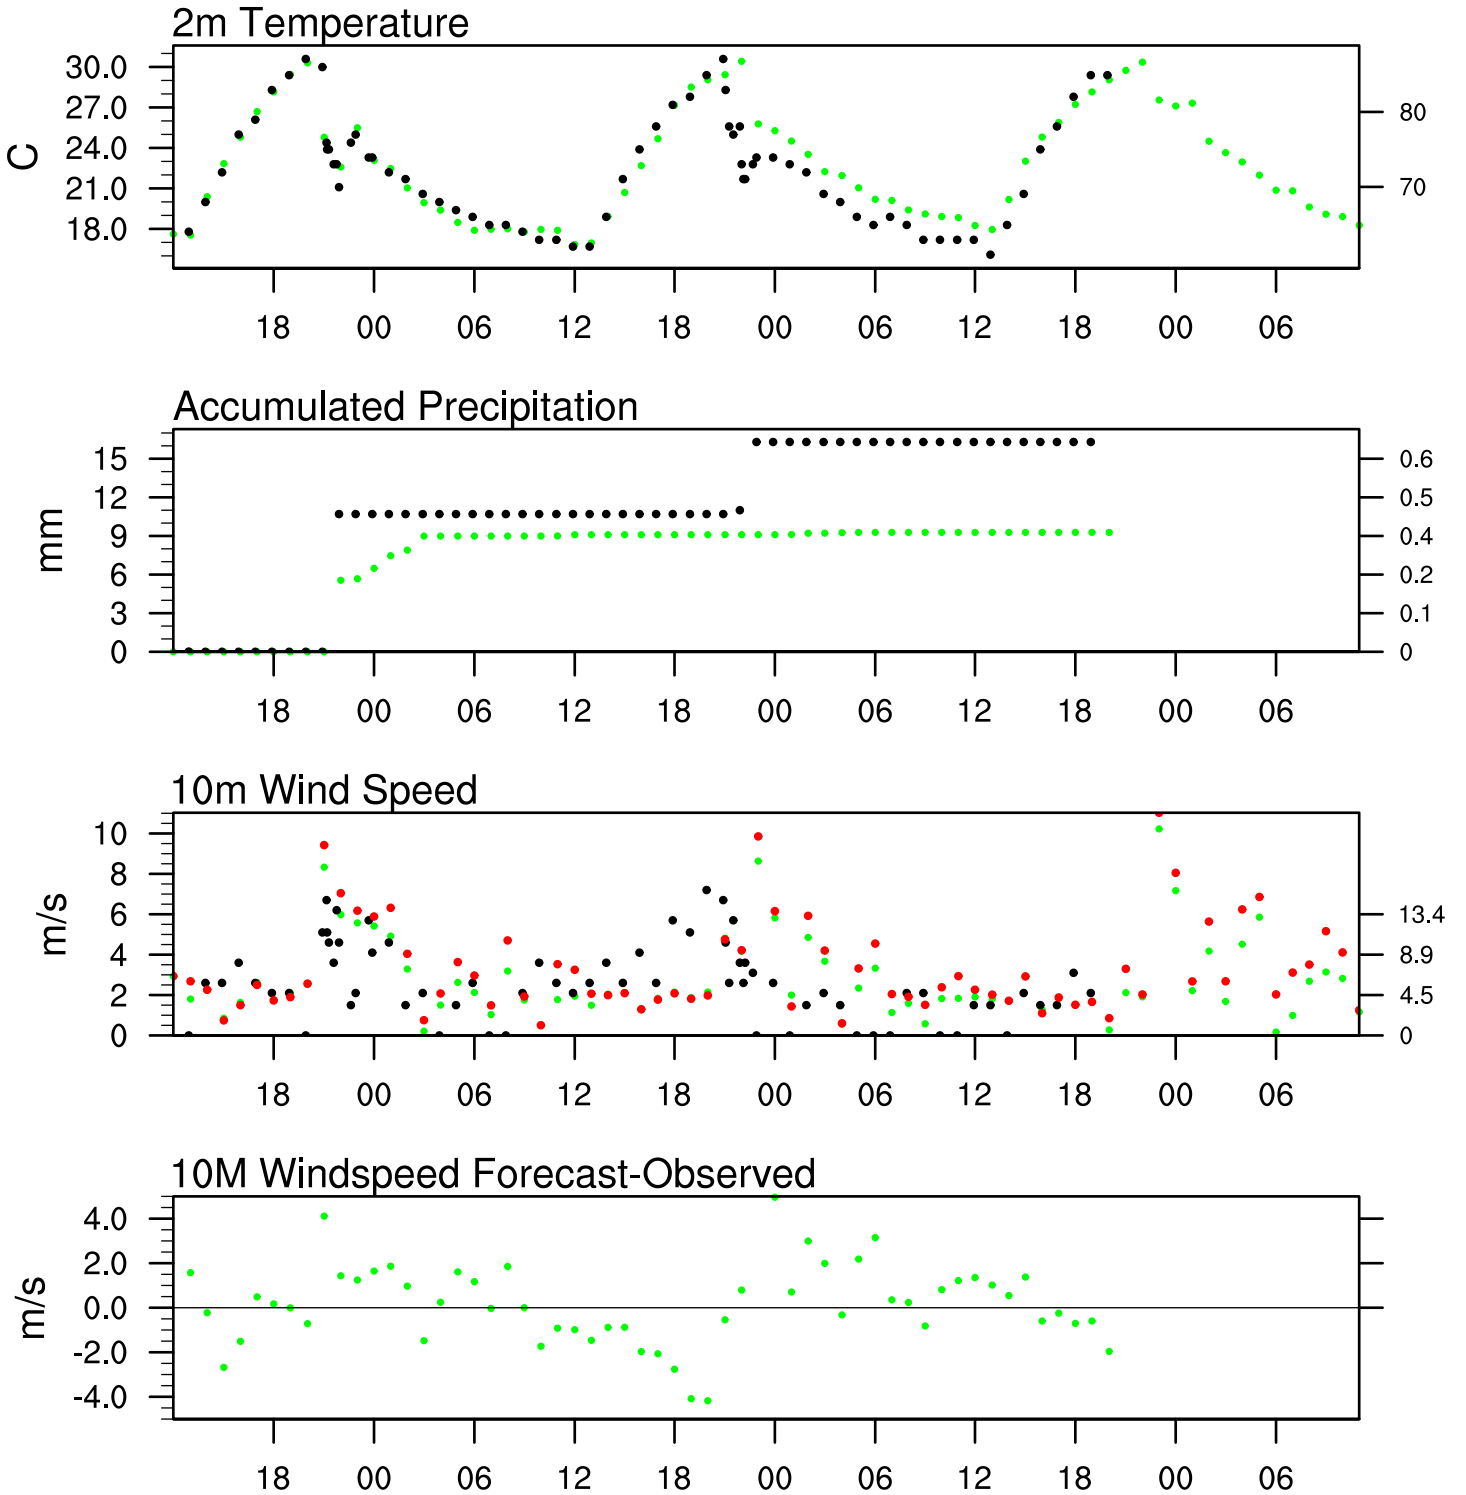 2m Temperature
30.0
27.0
24.0
21.0
18.0
C
80
70
18 00 06 12 18 00 06 12 18 00 06
Accumulated Precipitation
15
12
9
6
3
0
mm
0.6
0.5
0.4
0.2
0.1
0
18 00 06 12 18 00 06 12 18 00 06
10m Wind Speed
10
8
6
4
2
0
m/s
13.4
8.9
4.5
0
18 00 06 12 18 00 06 12 18 00 06
10M Windspeed Forecast-Observed
4.0
2.0
0.0
-2.0
-4.0
m/s
18 00 06 12 18 00 06 12 18 00 06